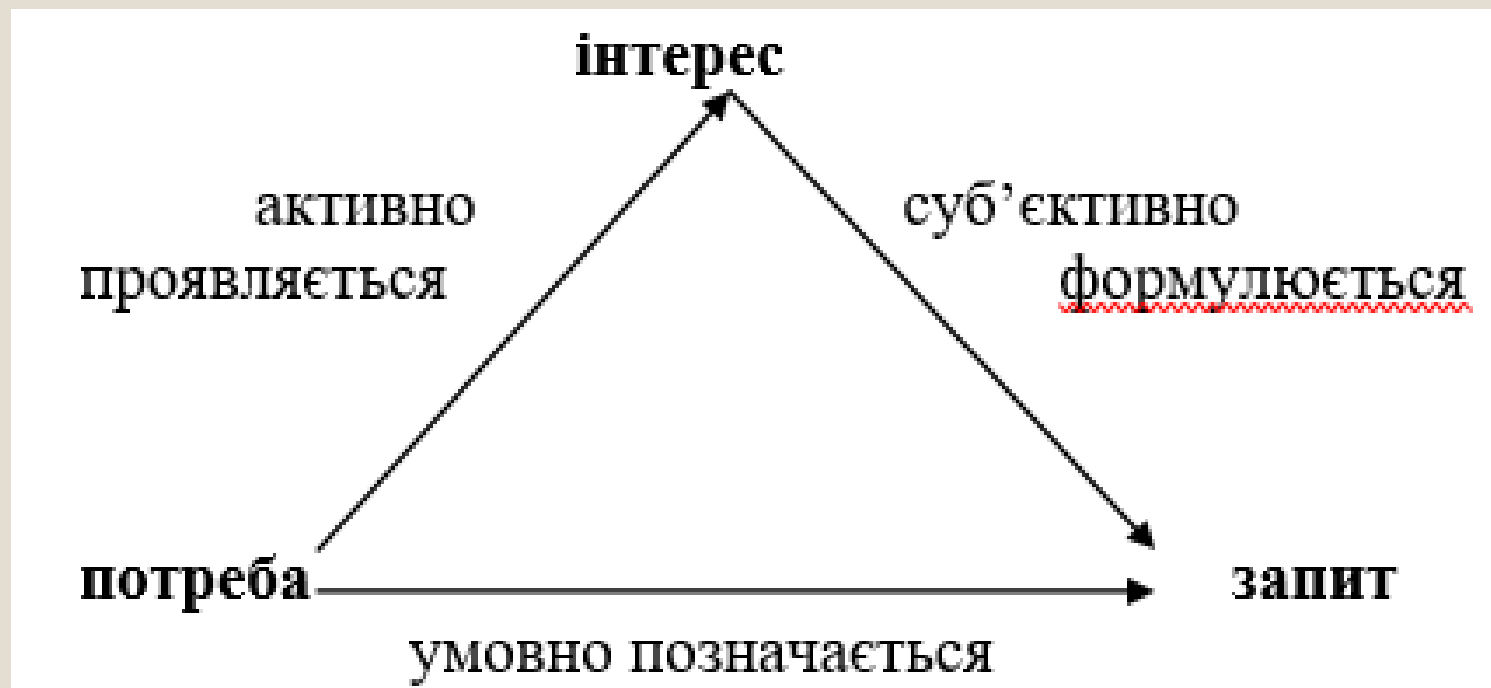 інтерес
активно
проявляється
суб’єктивно
формулюється
потреба
запит
умовно позначається